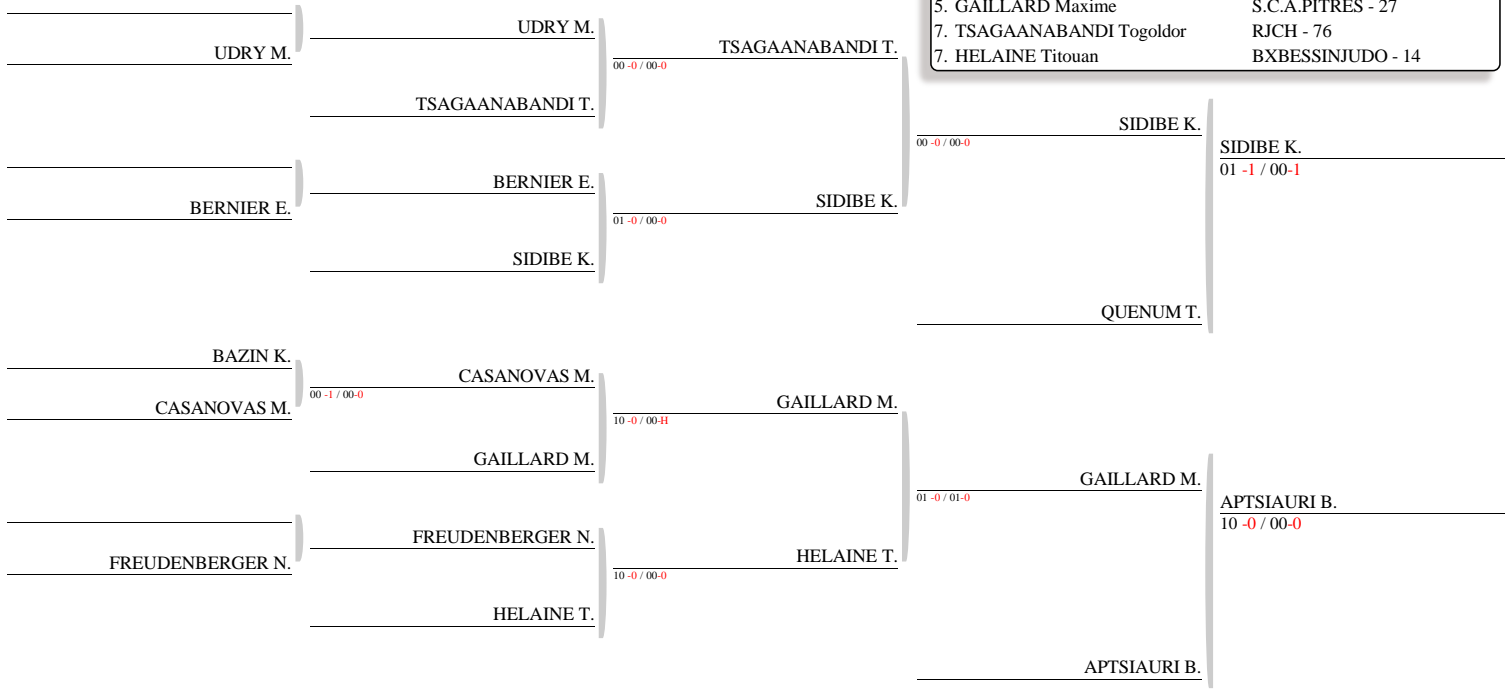 5. GAILLARD Maxime S.C.A.PITRES - 27
7. TSAGAANABANDI Togoldor RJCH - 76
7. HELAINE Titouan BXBESSINJUDO - 14
UDRY M.
BERNIER E.
BAZIN K.
CASANOVAS M.
FREUDENBERGER N.
UDRY M.
TSAGAANABANDI T.
BERNIER E.
SIDIBE K.
CASANOVAS M.
00 -1 / 00-0
GAILLARD M.
FREUDENBERGER N.
HELAINE T.
TSAGAANABANDI T.
00 -0 / 00-0
SIDIBE K.
01 -0 / 00-0
GAILLARD M.
10 -0 / 00-H
HELAINE T.
10 -0 / 00-0
SIDIBE K.
00 -0 / 00-0
QUENUM T.
GAILLARD M.
01 -0 / 01-0
APTSIAURI B.
SIDIBE K.
01 -1 / 00-1
APTSIAURI B.
10 -0 / 00-0